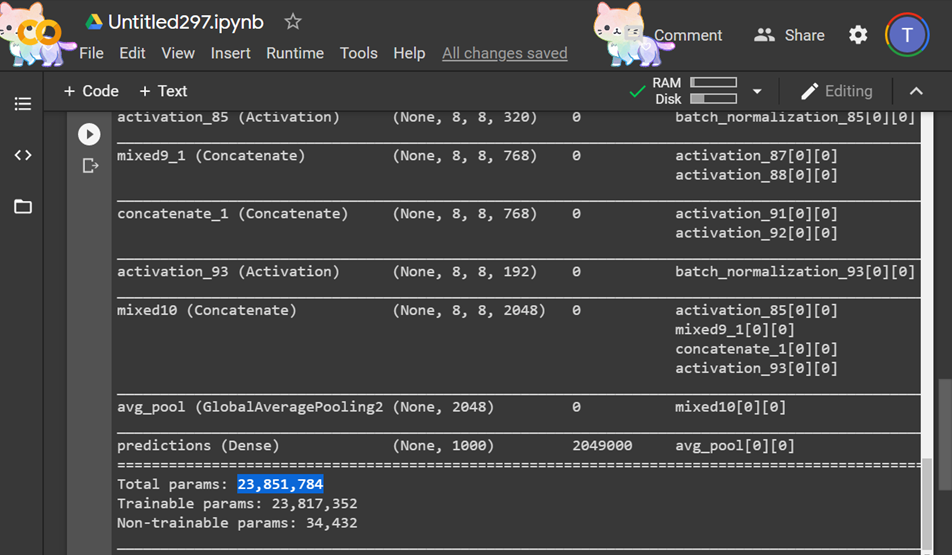 Untitled297.ipynb
File Edit View Insert Runtime Tools Help All changes saved
Comment Share T
+ Code + Text RAM Disk Editing
activation_85 (Activation) (None, 8, 8, 320) 0 batch_normalization_85[0][0]
mixed9_1 (Concatenate) (None, 8, 8, 768) 0 activation_87[0][0]
activation_88[0][0]
concatenate_1 (Concatenate) (None, 8, 8, 768) 0 activation_91[0][0]
activation_92[0][0]
activation_93 (Activation) (None, 8, 8, 192) 0 batch_normalization_93[0][0]
mixed10 (Concatenate) (None, 8, 8, 2048) 0 activation_85[0][0]
mixed9_1[0][0]
concatenate_1[0][0]
activation_93[0][0]
avg_pool (GlobalAveragePooling2 (None, 2048) 0 mixed10[0][0]
predictions (Dense) (None, 1000) 2049000 avg_pool[0][0]
Total params: 23,851,784
Trainable params: 23,817,352
Non-trainable params: 34,432